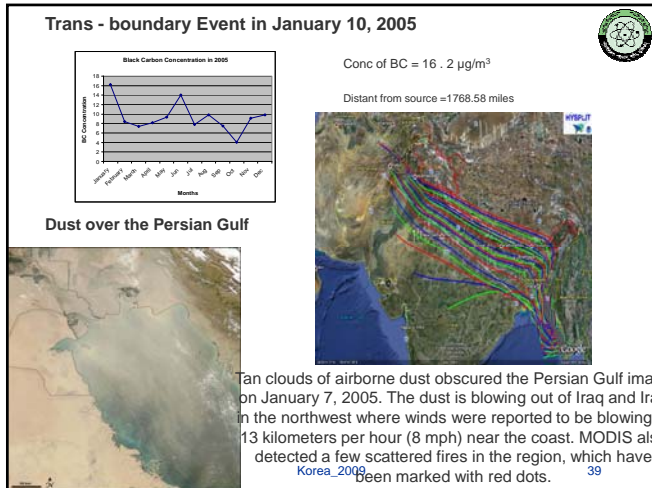 Trans - boundary Event in January 10, 2005
Black Carbon Concentration in 2005
BC Concentration
18
16
14
12
10
8
6
4
2
0
January
February
March
April
May
Jun
Jul
Aug
Sep
Oct
Nov
Dec
Months
Conc of BC = 16 . 2 µg/m³
Distant from source =1768.58 miles
HYSPLIT
Google
Dust over the Persian Gulf
Tan clouds of airborne dust obscured the Persian Gulf ima
on January 7, 2005. The dust is blowing out of Iraq and Ira
in the northwest where winds were reported to be blowing
13 kilometers per hour (8 mph) near the coast. MODIS als
detected a few scattered fires in the region, which have
been marked with red dots.
Korea_2009
39